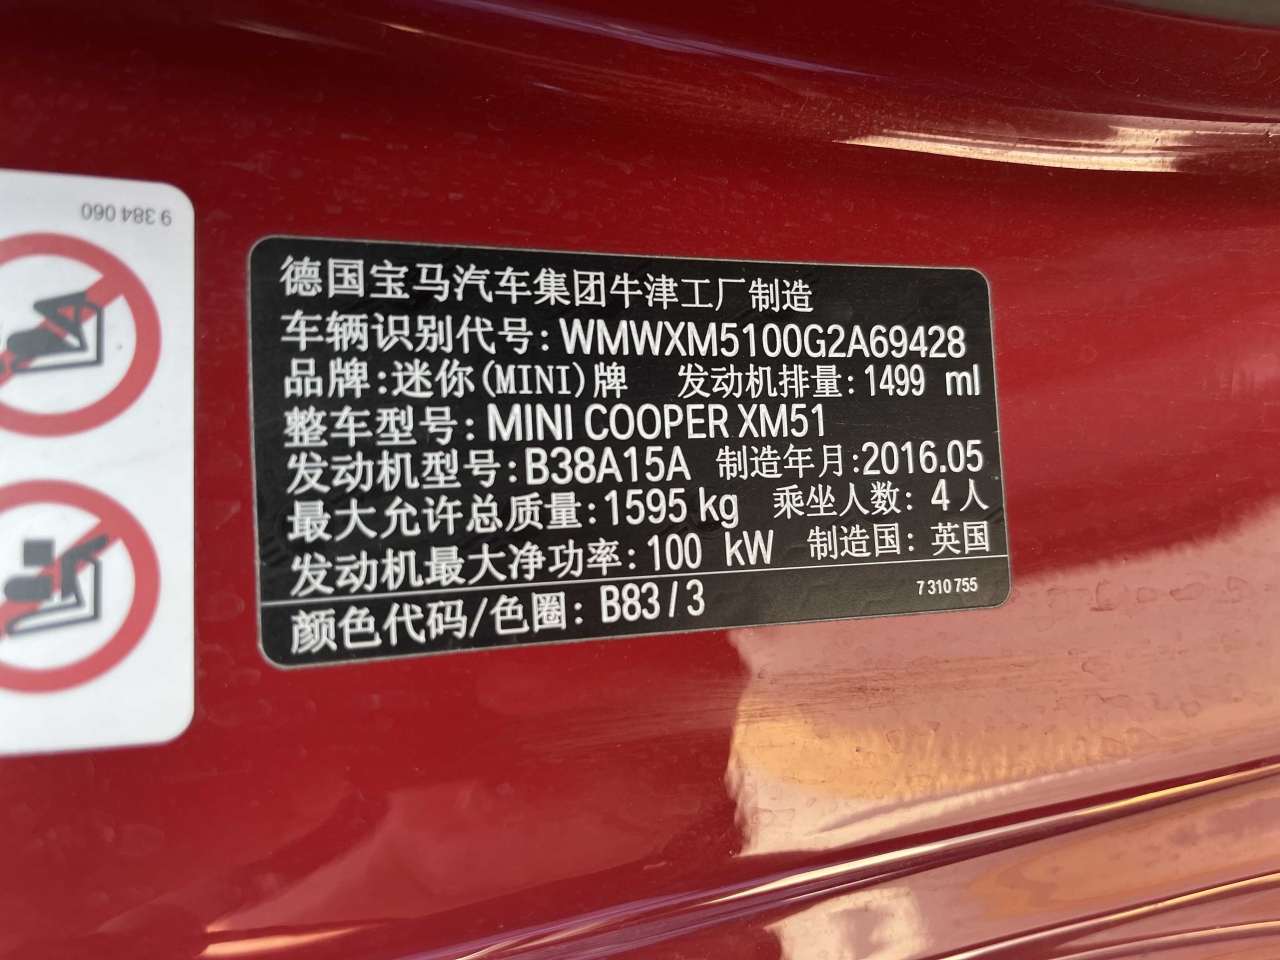 9 384 060
德国宝马汽车集团牛津工厂制造
车辆识别代号: WMWXM5100G2A69428
品牌:迷你(MINI)牌 发动机排量: 1499 ml
整车型号: MINI COOPER XM51
发动机型号: B38A15A 制造年月:2016.05
最大允许总质量:1595 kg 乘坐人数: 4 人
发动机最大净功率: 100 kW 制造国: 英国
颜色代码/色圈: B83 / 3 7 310 755